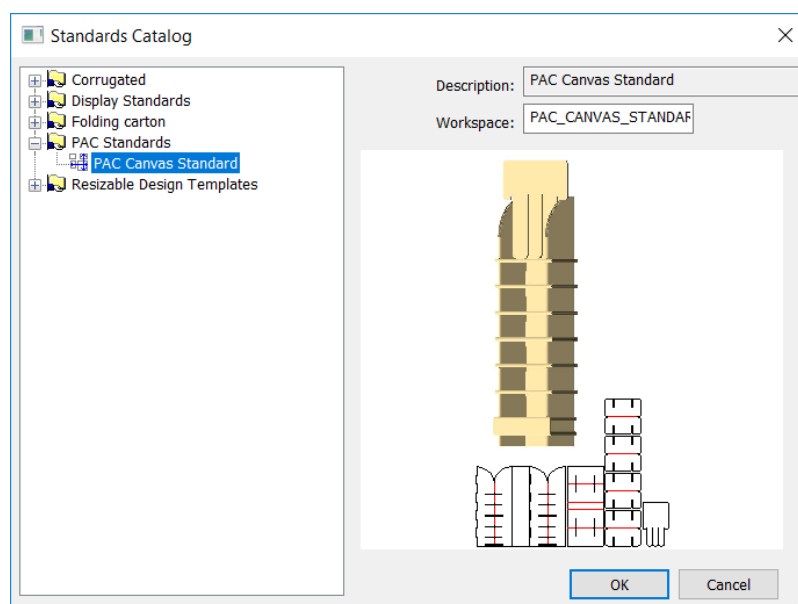 Standards Catalog
Corrugated
Display Standards
Folding carton
PAC Standards
PAC Canvas Standard
Resizable Design Templates
Description: PAC Canvas Standard
Workspace: PAC_CANVAS_STANDAR
OK Cancel